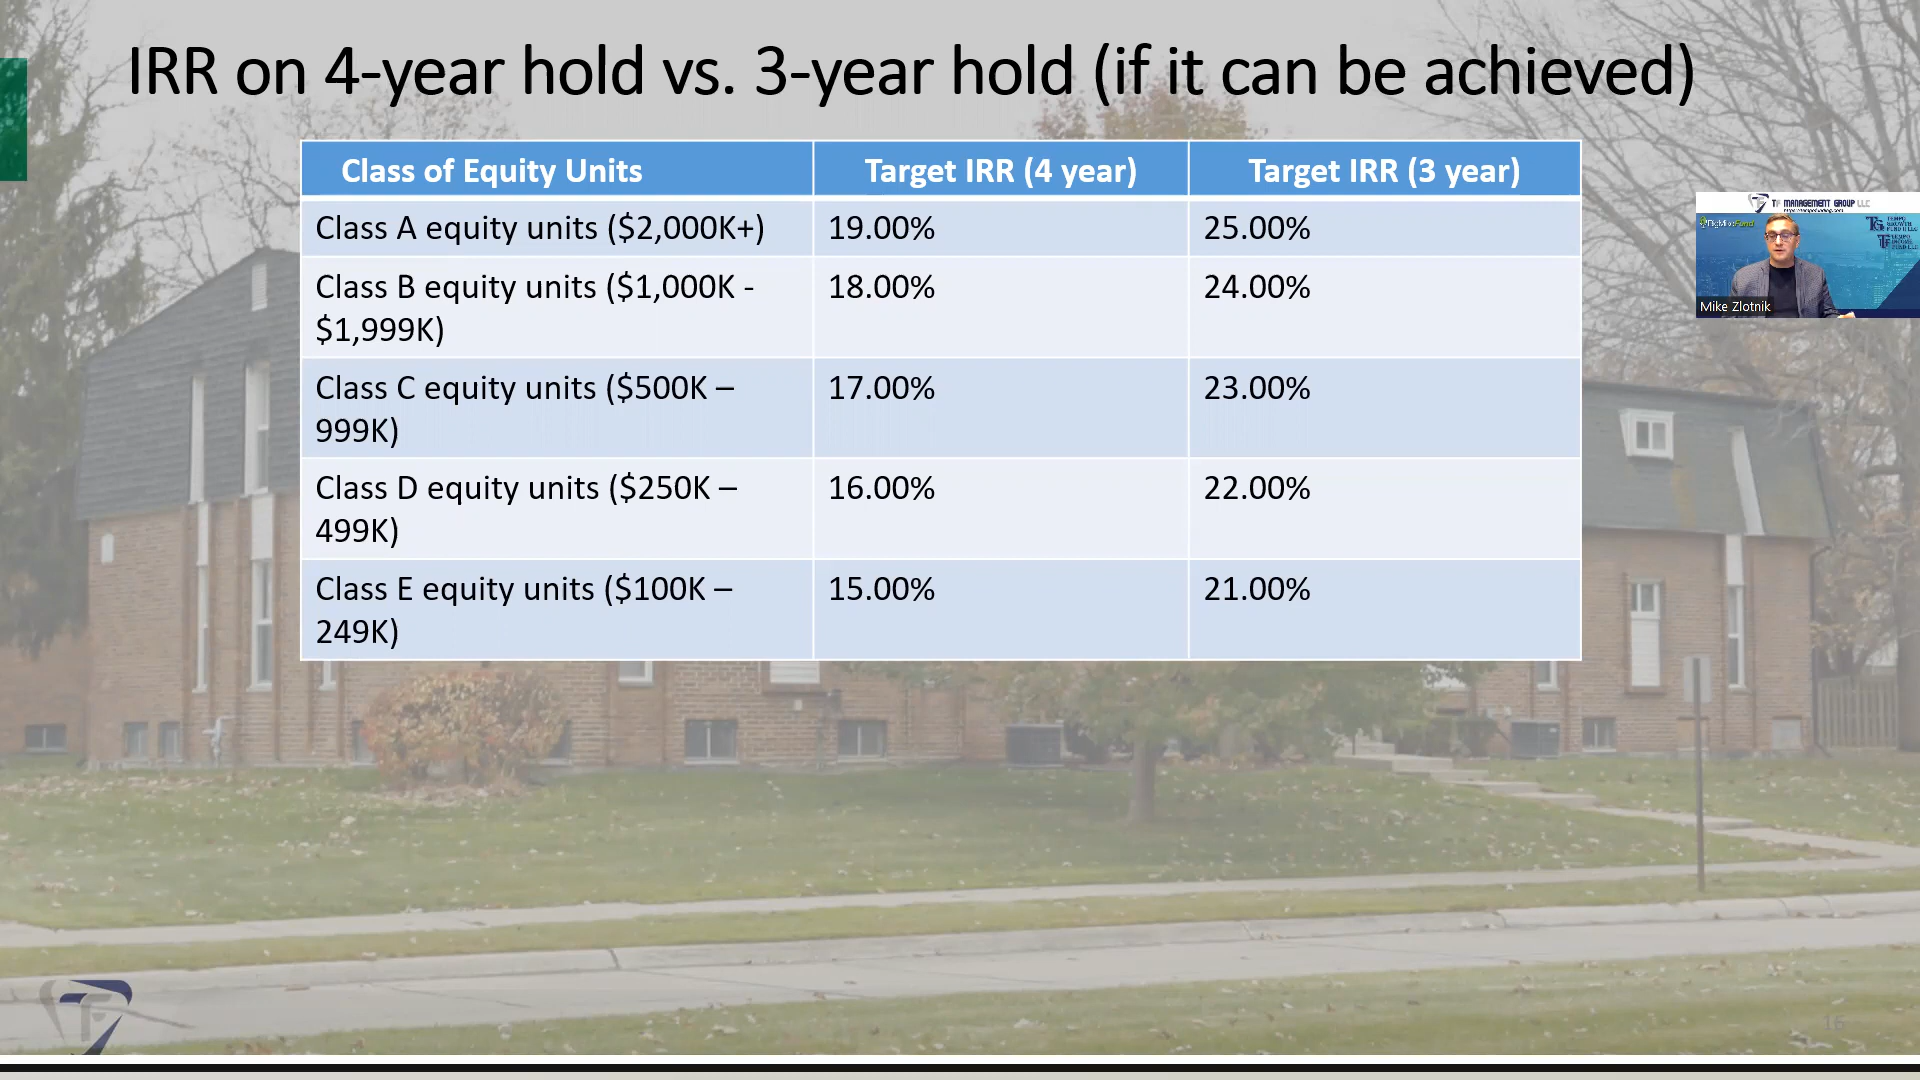 IRR on 4-year hold vs. 3-year hold (if it can be achieved)
Class of Equity Units Target IRR (4 year) Target IRR (3 year)
Class A equity units ($2,000K+) 19.00% 25.00%
Class B equity units ($1,000K - 18.00% 24.00%
$1,999K)
Class C equity units ($500K – 17.00% 23.00%
999K)
Class D equity units ($250K – 16.00% 22.00%
499K)
Class E equity units ($100K – 15.00% 21.00%
249K)
TF MANAGEMENT GROUP LLC
BigMikeFund
Mike Zlotnik
16